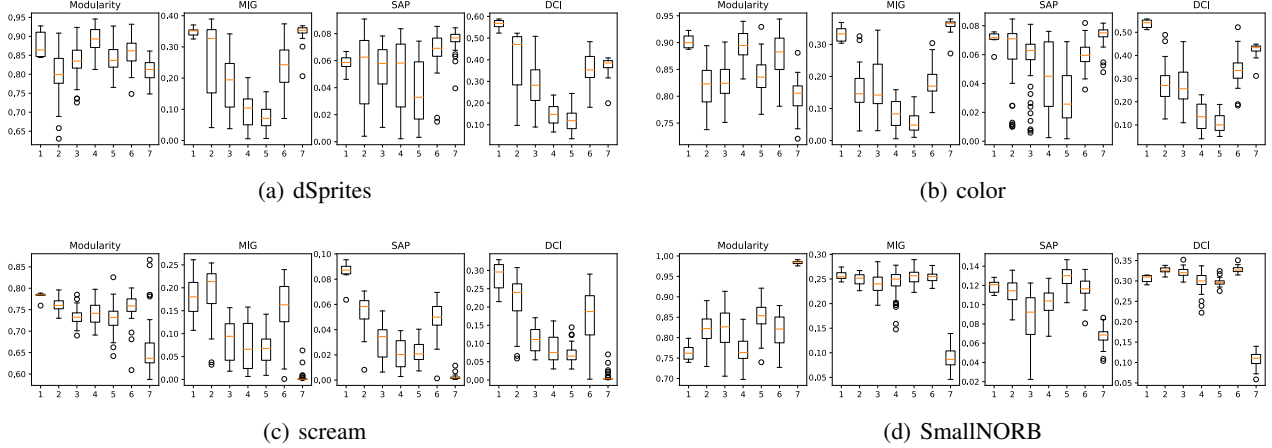 Modularity MIG SAP DCI
0.95 0.40 0.10 0.60
0.90 0.30 0.08 0.50
0.85 0.40
0.80 0.20 0.06 0.30
0.75 0.04 0.20
0.70 0.10 0.02 0.10
0.65 0.00 0.00
1 2 3 4 5 6 7 1 2 3 4 5 6 7 1 2 3 4 5 6 7 1 2 3 4 5 6 7
(a) dSprites
Modularity MIG SAP DCI
0.95 0.08 0.50
0.90 0.30 0.06 0.40
0.85 0.20 0.04 0.30
0.80 0.10 0.02 0.20
0.75 0.00 0.00 0.10
1 2 3 4 5 6 7 1 2 3 4 5 6 7 1 2 3 4 5 6 7 1 2 3 4 5 6 7
(b) color
Modularity MIG SAP DCI
0.85 0.25 0.10 0.30
0.80 0.20 0.08 0.25
0.75 0.15 0.06 0.20
0.70 0.10 0.04 0.15
0.65 0.05 0.02 0.10
0.60 0.00 0.00 0.05
0.00
1 2 3 4 5 6 7 1 2 3 4 5 6 7 1 2 3 4 5 6 7 1 2 3 4 5 6 7
(c) scream
Modularity MIG SAP DCI
1.00 0.30 0.14 0.35
0.95 0.25 0.12 0.30
0.90 0.20 0.10 0.25
0.85 0.15 0.08 0.20
0.80 0.10 0.06 0.15
0.75 0.05 0.04 0.10
0.70 0.02 0.05
1 2 3 4 5 6 7 1 2 3 4 5 6 7 1 2 3 4 5 6 7 1 2 3 4 5 6 7
(d) SmallNORB